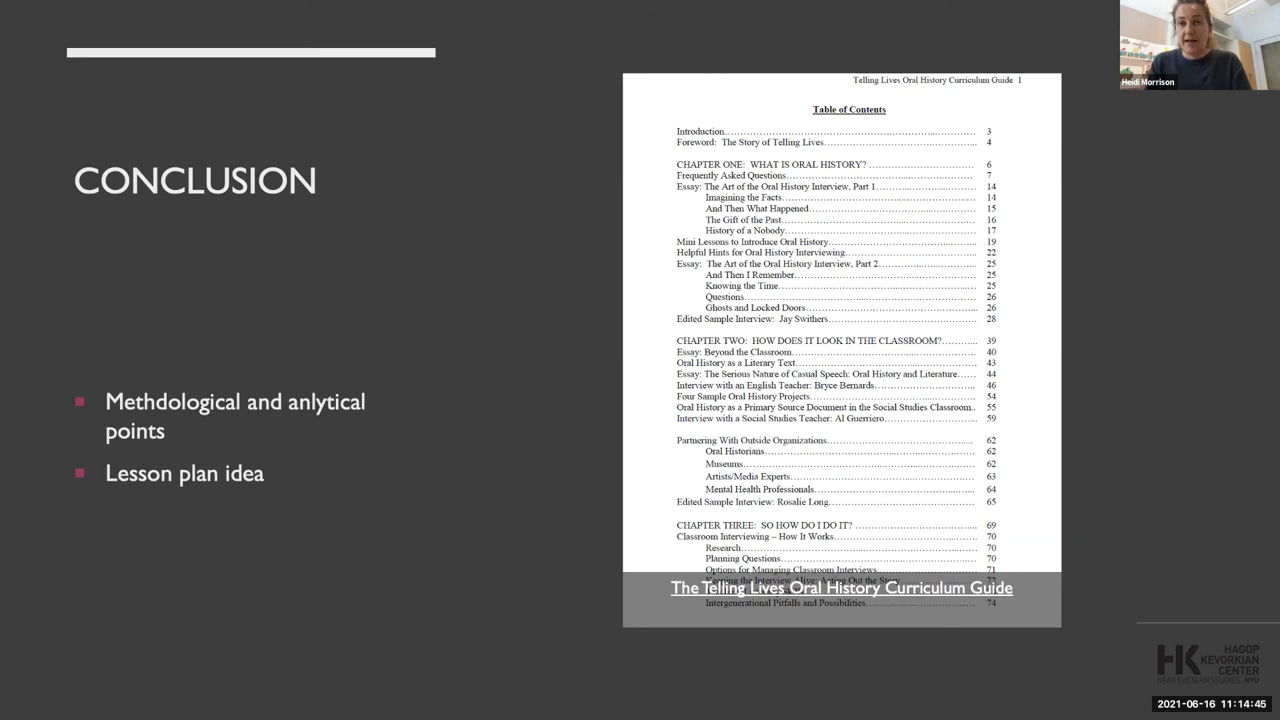 CONCLUSION
Methdological and anlytical
points
Lesson plan idea
Telling Lives Oral History Curriculum Guide 1
Table of Contents
Introduction 3
Foreword: The Story of Telling Lives 4
CHAPTER ONE: WHAT IS ORAL HISTORY? 6
Frequently Asked Questions 7
Essay: The Art of the Oral History Interview, Part 1 14
Imagining the Facts 14
And Then What Happened 15
The Gift of the Past 16
History of a Nobody 17
Mini Lessons to Introduce Oral History 19
Helpful Hints for Oral History Interviewing 22
Essay: The Art of the Oral History Interview, Part 2 25
And Then I Remember 25
Knowing the Time 25
Questions 26
Ghosts and Locked Doors 26
Edited Sample Interview: Jay Swithers 28
CHAPTER TWO: HOW DOES IT LOOK IN THE CLASSROOM? 39
Essay: Beyond the Classroom 40
Oral History as a Literary Text 43
Essay: The Serious Nature of Casual Speech: Oral History and Literature 44
Interview with an English Teacher: Bryce Bernards 46
Four Sample Oral History Projects 54
Oral History as a Primary Source Document in the Social Studies Classroom 55
Interview with a Social Studies Teacher: Al Guerriero 59
Partnering With Outside Organizations 62
Oral Historians 62
Museums 62
Artists/Media Experts 63
Mental Health Professionals 64
Edited Sample Interview: Rosalie Long 65
CHAPTER THREE: SO HOW DO I DO IT? 69
Classroom Interviewing – How It Works 70
Research 70
Planning Questions 70
Options for Managing Classroom Interviews 71
Keeping the Interview Alive: Acting Out the Story
The Telling Lives Oral History Curriculum Guide
Intergenerational Pitfalls and Possibilities 74
Heidi Morrison
HK HAGOP
KEVORKIAN
CENTER
NEAR EASTERN STUDIES NYU
2021-06-16 11:14:45